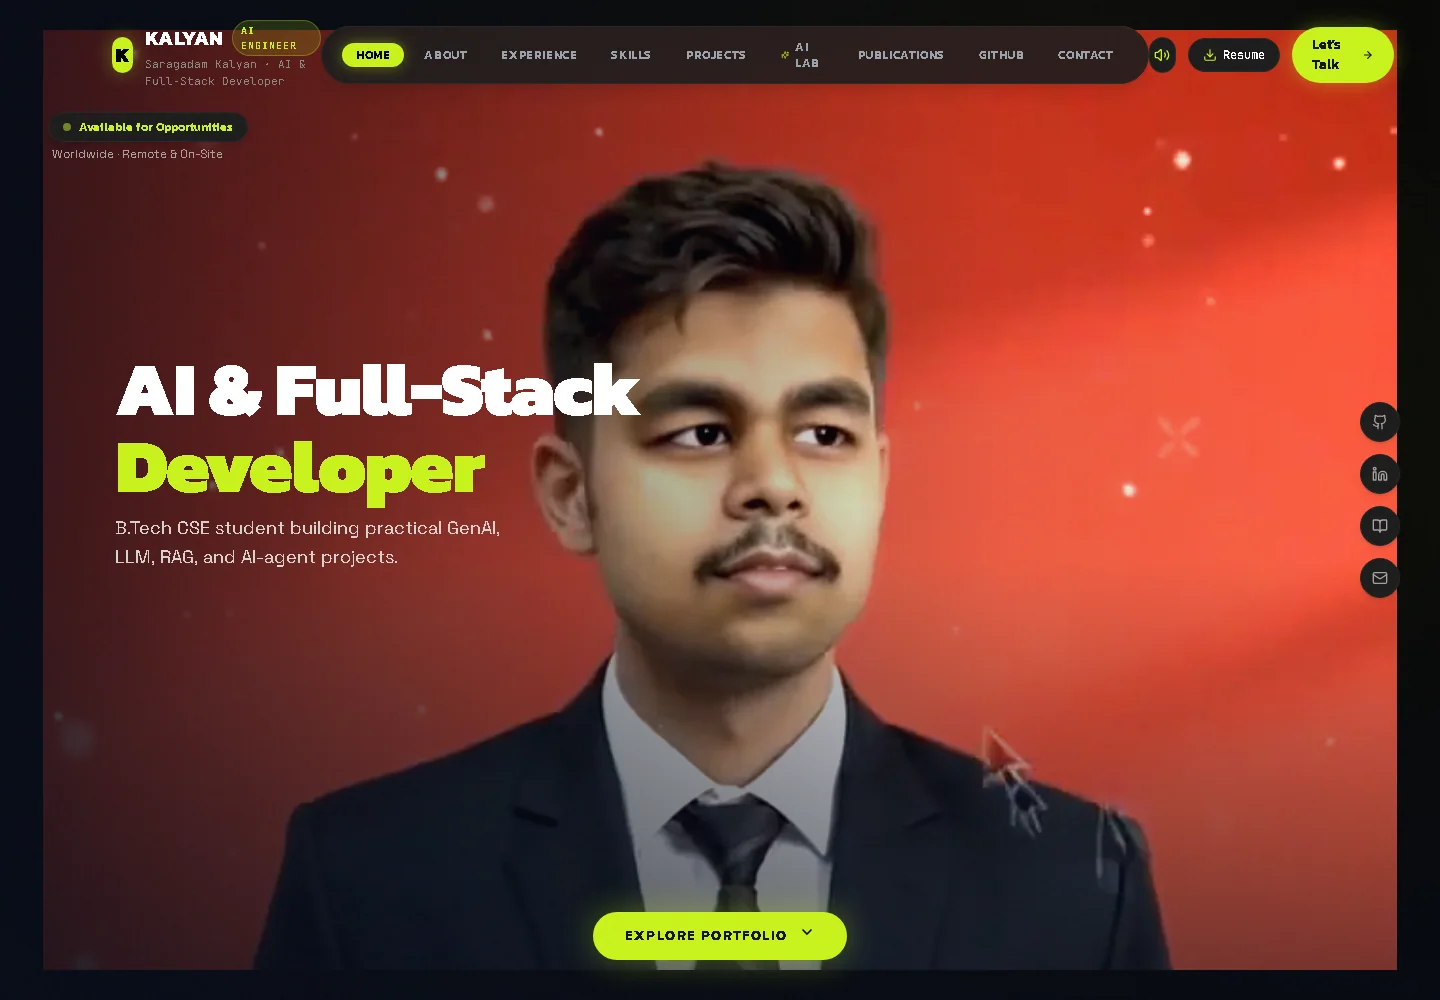 K
KALYAN
AI
ENGINEER
Saragadam Kalyan · AI &
Full-Stack Developer
HOME
ABOUT
EXPERIENCE
SKILLS
PROJECTS
AI
LAB
PUBLICATIONS
GITHUB
CONTACT
Resume
Let's
Talk
Available for Opportunities
Worldwide · Remote & On-Site
AI & Full-Stack
Developer
B.Tech CSE student building practical GenAI,
LLM, RAG, and AI-agent projects.
in
EXPLORE PORTFOLIO